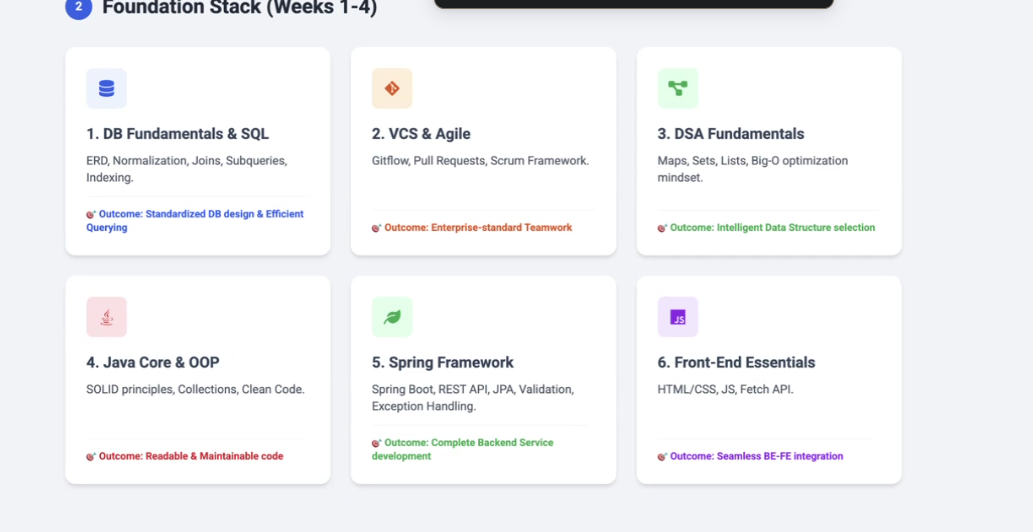 2 Foundation Stack (Weeks 1-4)
1. DB Fundamentals & SQL
ERD, Normalization, Joins, Subqueries,
Indexing.
🎯 Outcome: Standardized DB design & Efficient
Querying
2. VCS & Agile
Gitflow, Pull Requests, Scrum Framework.
🎯 Outcome: Enterprise-standard Teamwork
3. DSA Fundamentals
Maps, Sets, Lists, Big-O optimization
mindset.
🎯 Outcome: Intelligent Data Structure selection
4. Java Core & OOP
SOLID principles, Collections, Clean Code.
🎯 Outcome: Readable & Maintainable code
5. Spring Framework
Spring Boot, REST API, JPA, Validation,
Exception Handling.
🎯 Outcome: Complete Backend Service
development
JS
6. Front-End Essentials
HTML/CSS, JS, Fetch API.
🎯 Outcome: Seamless BE-FE integration